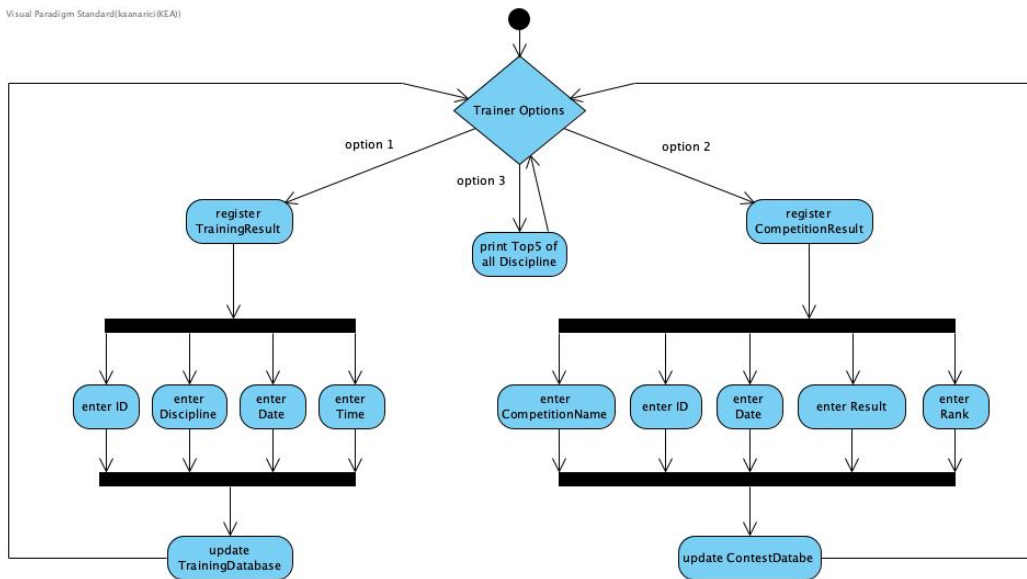 Visual Paradigm Standard(kaanarici(KEA))
Trainer Options
option 1
option 2
option 3
register
TrainingResult
register
CompetitionResult
print Top5 of
all Discipline
enter ID
enter
Discipline
enter
Date
enter
Time
enter
CompetitionName
enter ID
enter
Date
enter Result
enter
Rank
update
TrainingDatabase
update ContestDatabe